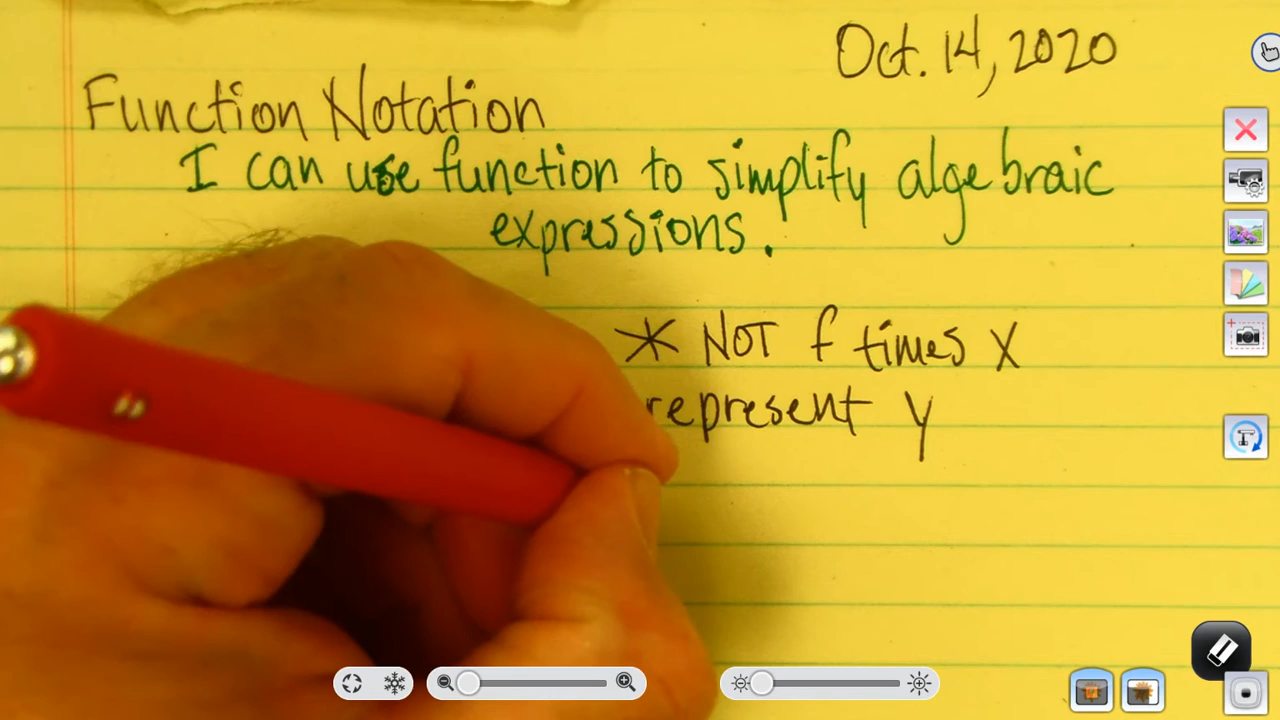 Oct. 14, 2020
Function Notation
I can use function to simplify algebraic
expressions.
* NOT f times x
represent y